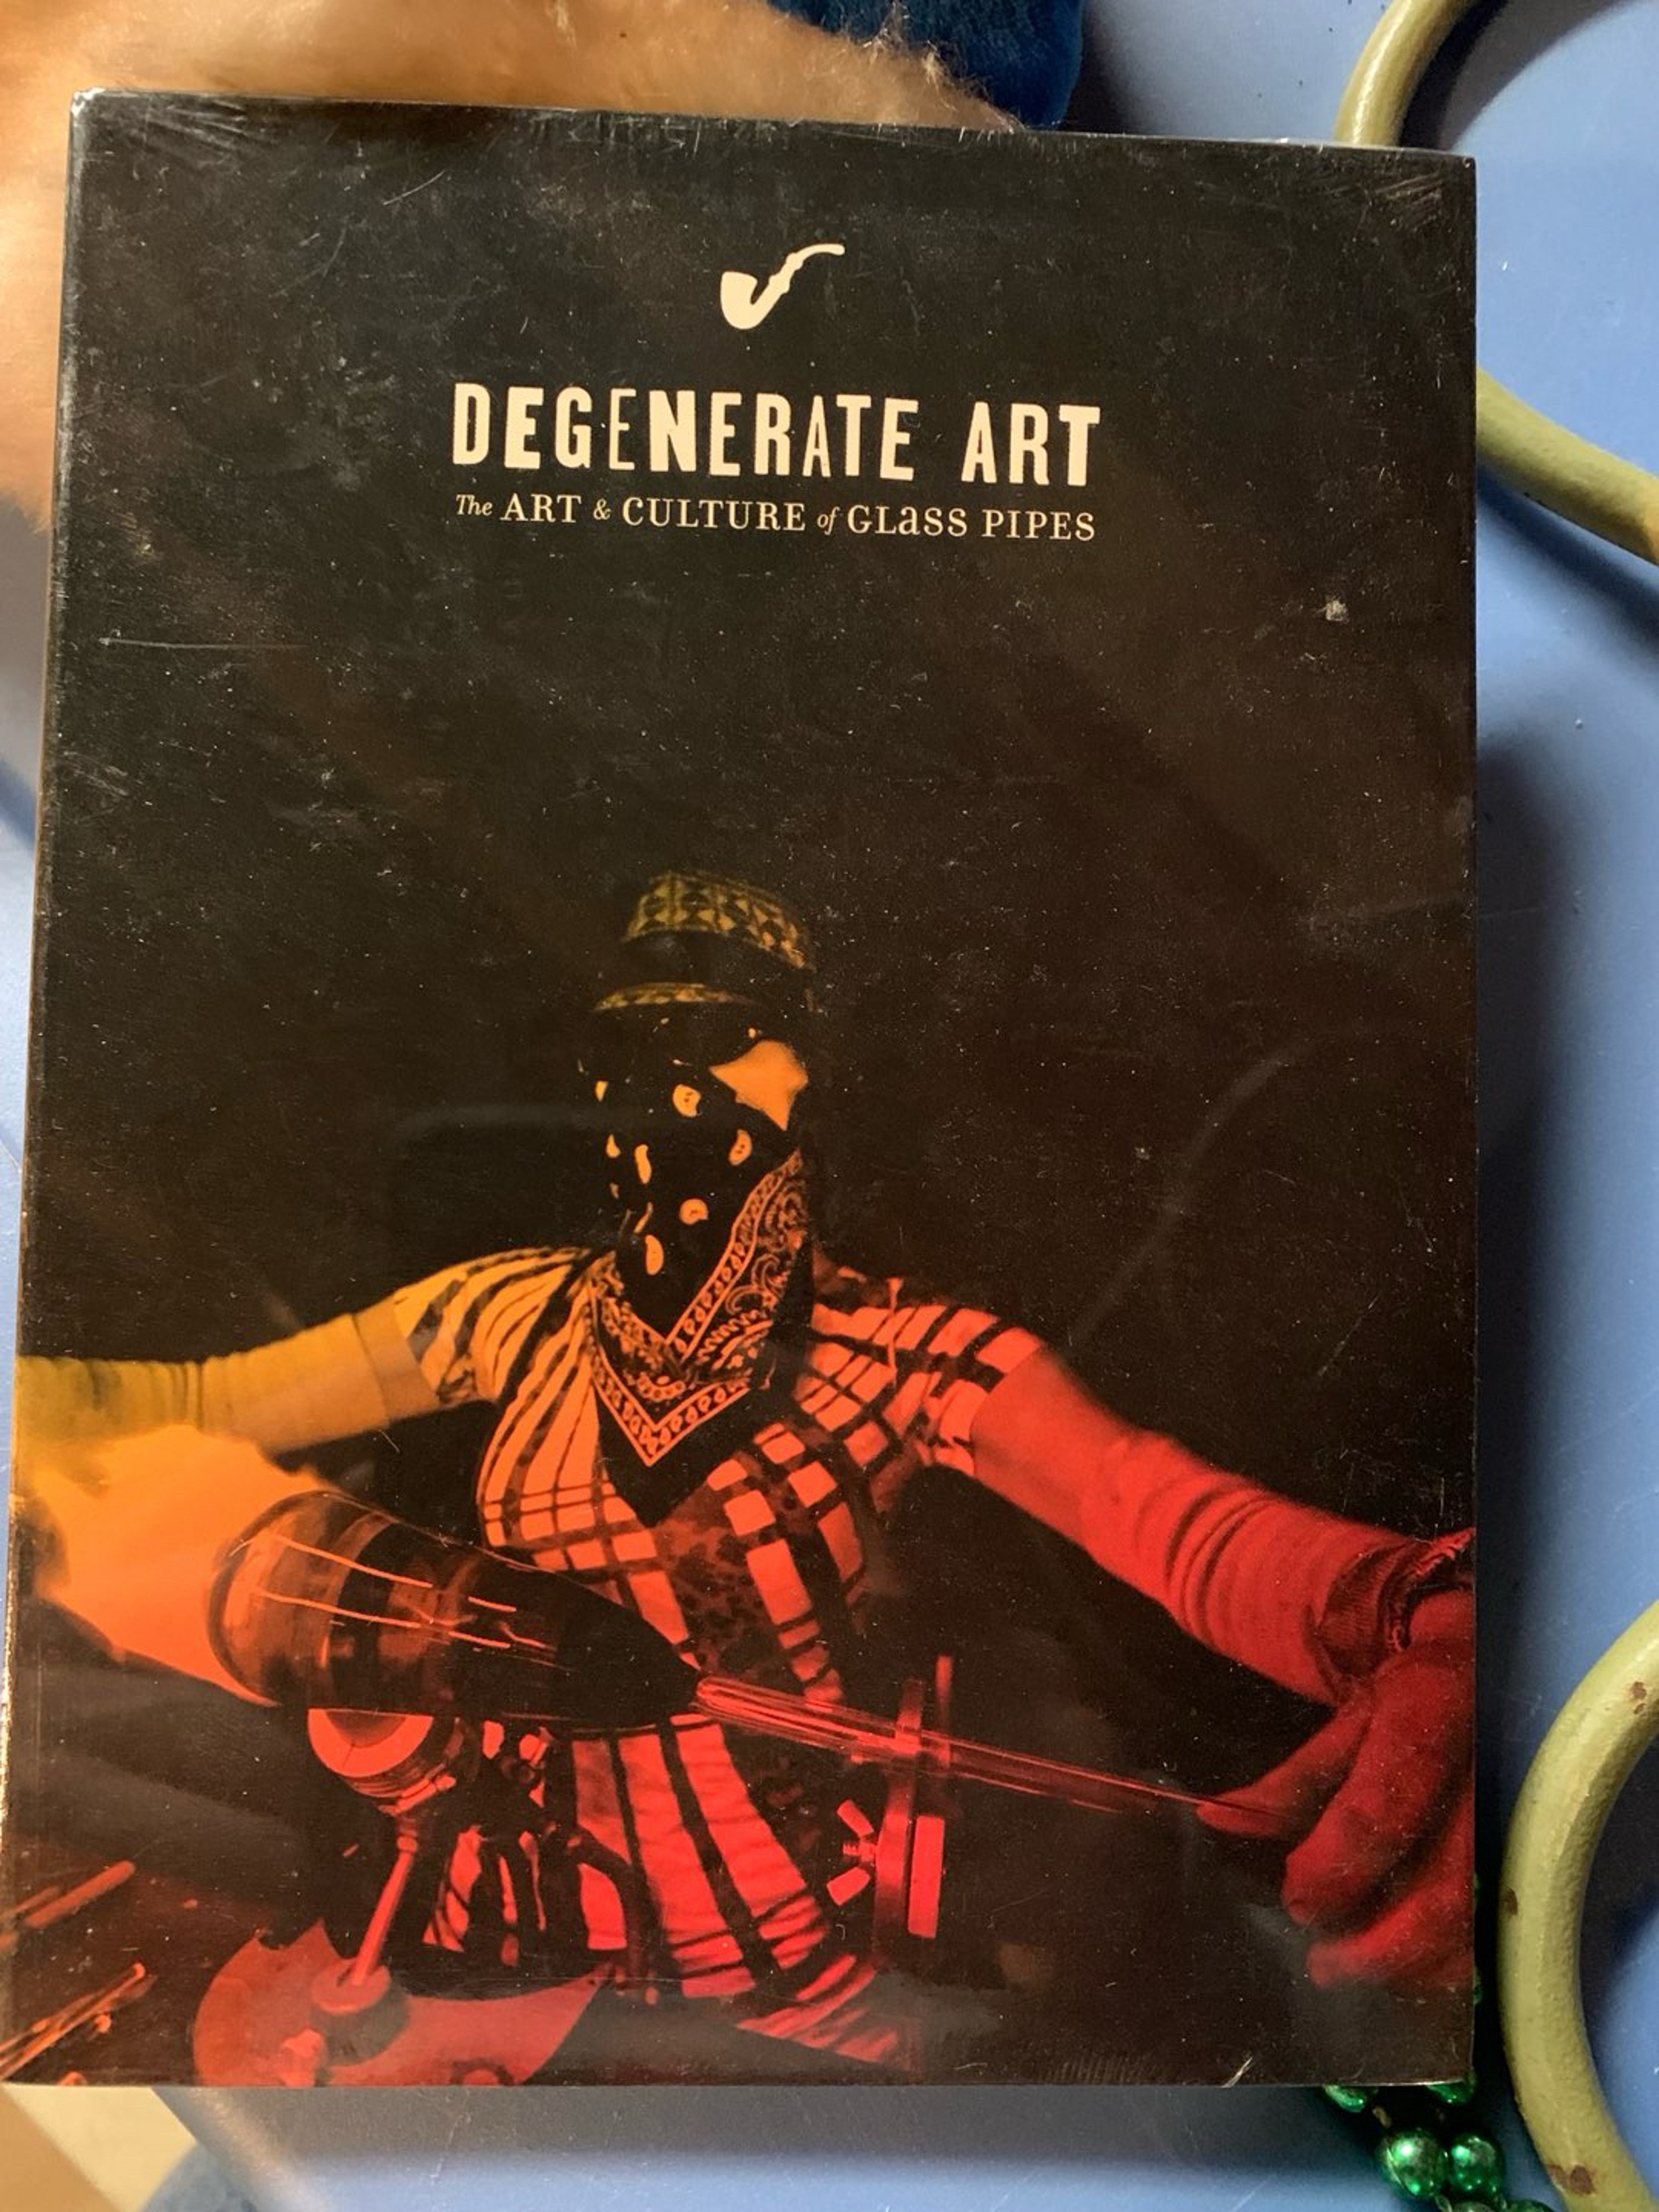 DEGENERATE ART
The ART & CULTURE of GLaSS PIPES